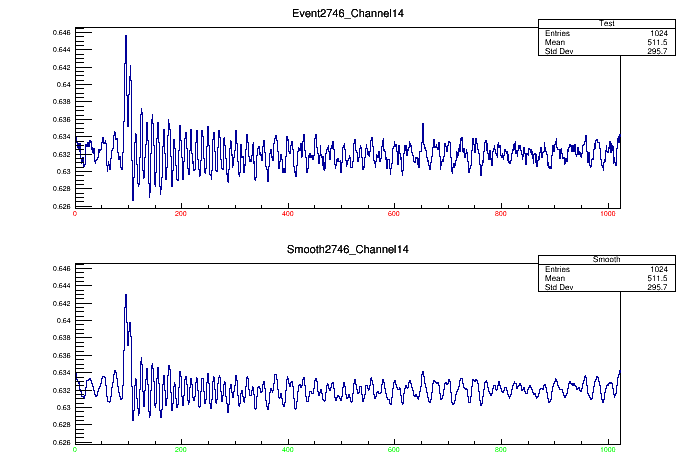 Event2746_Channel14
Test
Entries 1024
Mean 511.5
Std Dev 295.7
0.646
0.644
0.642
0.64
0.638
0.636
0.634
0.632
0.63
0.628
0.626
0 200 400 600 800 1000
Smooth2746_Channel14
Smooth
Entries 1024
Mean 511.5
Std Dev 295.7
0.646
0.644
0.642
0.64
0.638
0.636
0.634
0.632
0.63
0.628
0.626
0 200 400 600 800 1000